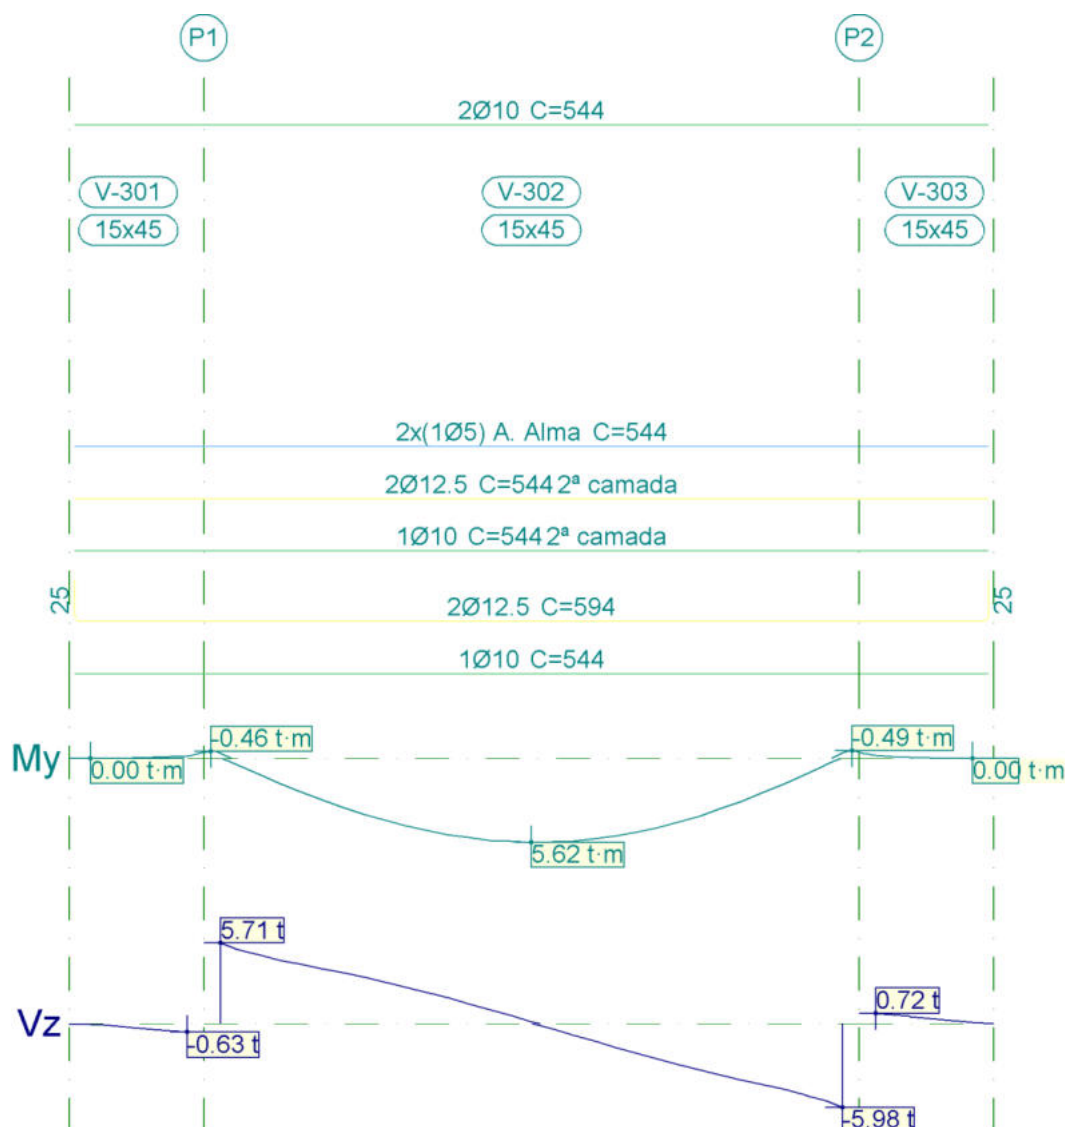 P1 P2
2Ø10 C=544
V-301 V-302 V-303
15x45 15x45 15x45
2x(1Ø5) A. Alma C=544
2Ø12.5 C=544 2ª camada
1Ø10 C=544 2ª camada
25 2Ø12.5 C=594 25
1Ø10 C=544
-0.46 t·m -0.49 t·m
My 0.00 t·m 0.00 t·m
5.62 t·m
5.71 t
0.72 t
Vz -0.63 t
-5.98 t